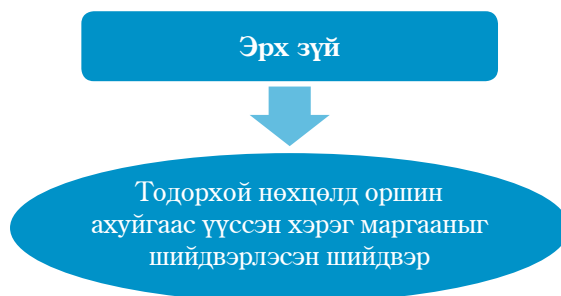 Эрх зүй
Тодорхой нөхцөлд оршин
ахуйгаас үүссэн хэрэг маргааныг
шийдвэрлэсэн шийдвэр